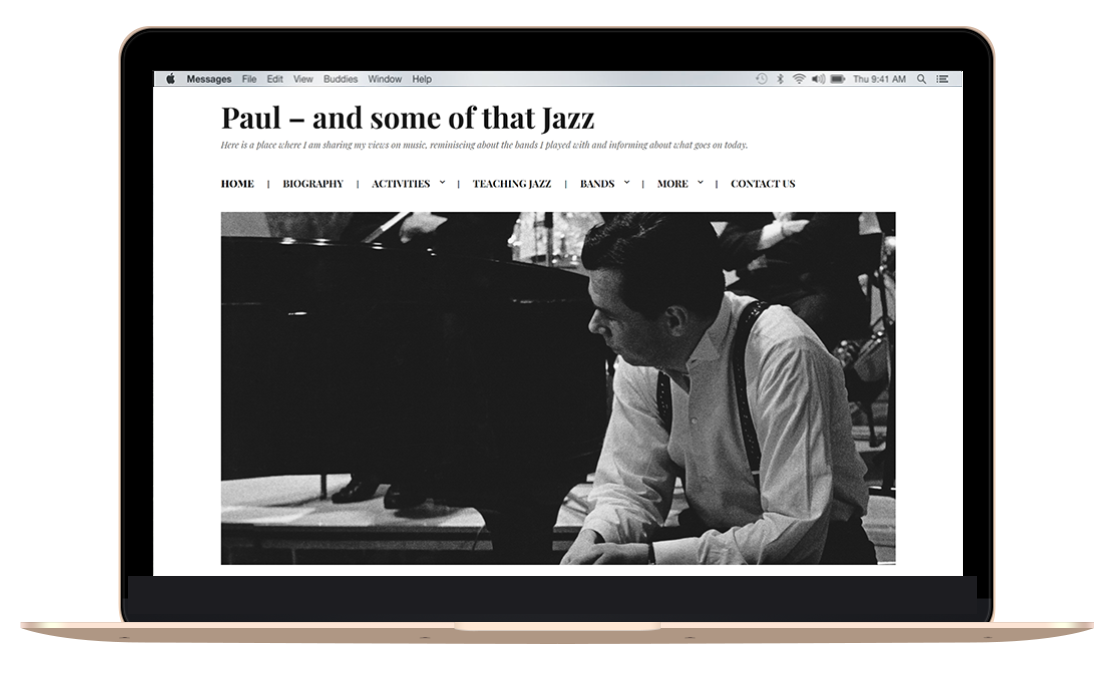 Messages File Edit View Buddies Window Help Thu 9:41 AM
Paul – and some of that Jazz
Here is a place where I am sharing my views on music, reminiscing about the bands I played with and informing about what goes on today.
HOME | BIOGRAPHY | ACTIVITIES | TEACHING JAZZ | BANDS | MORE | CONTACT US